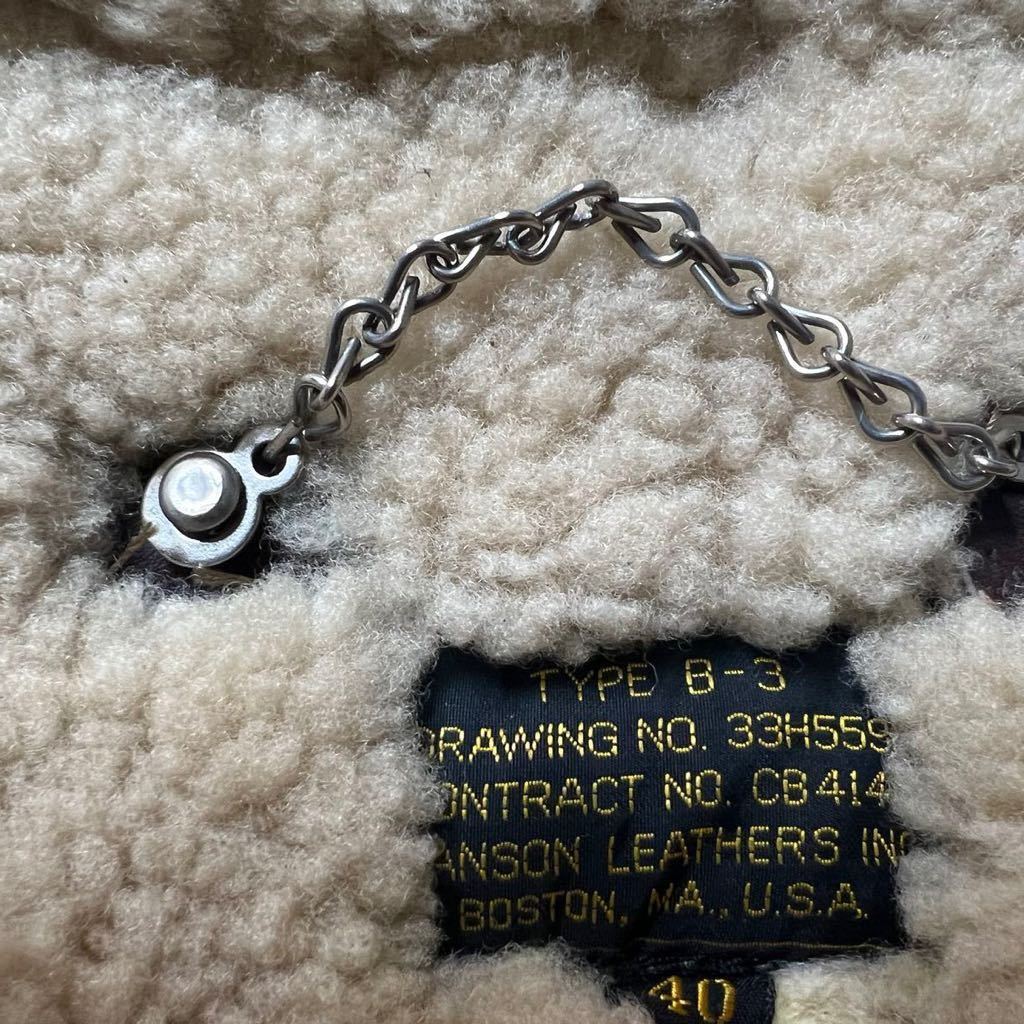 TYPE B-3
RAWING NO. 33H559
ONTRACT NO. CB414
ANSON LEATHERS IN
BOSTON, MA., U.S.A.
40